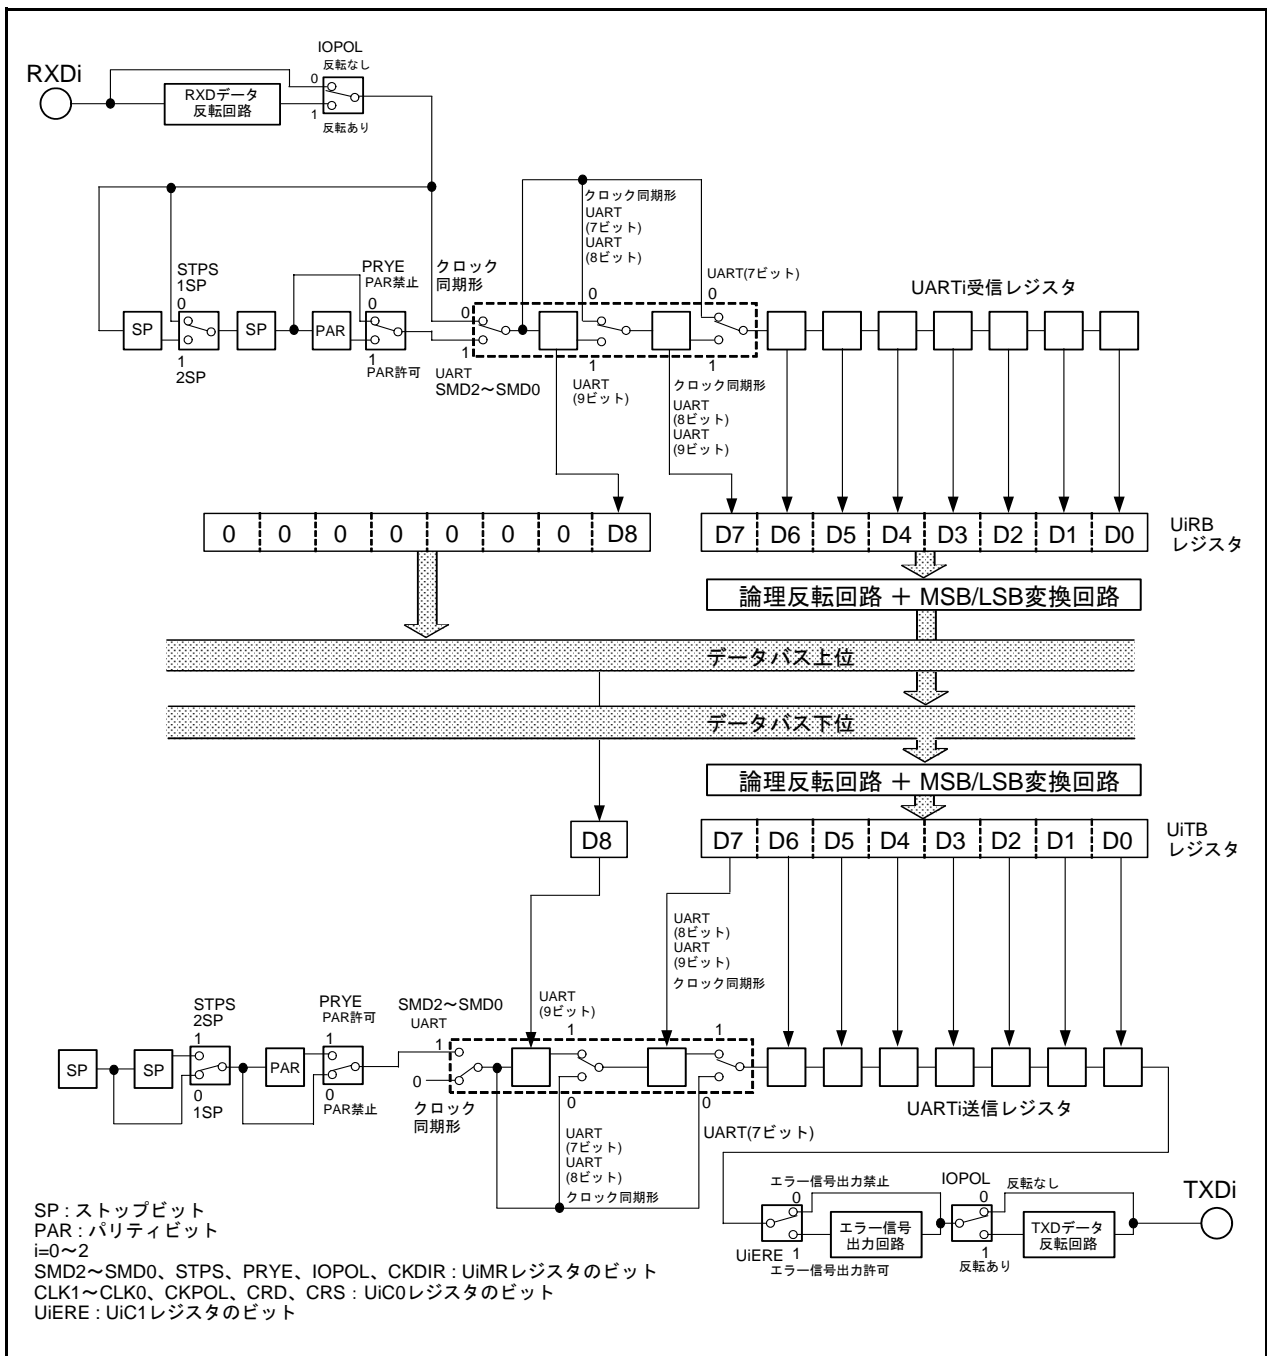 IOPOL
反転なし
RXDi
0
RXDデータ
反転回路
1
反転あり
クロック同期形
UART
(7ビット)
UART
(8ビット)
STPS
1SP
0
PRYE
PAR禁止
0
クロック
同期形
UART(7ビット)
UARTi受信レジスタ
0
0
0
SP
SP
PAR
1
2SP
1
PAR許可
1
UART
SMD2～SMD0
1
UART
(9ビット)
1
クロック同期形
UART
(8ビット)
UART
(9ビット)
0 0 0 0 0 0 0 D8
D7 D6 D5 D4 D3 D2 D1 D0
UiRB
レジスタ
論理反転回路 ＋ MSB/LSB変換回路
データバス上位
データバス下位
論理反転回路 ＋ MSB/LSB変換回路
D8
D7 D6 D5 D4 D3 D2 D1 D0
UiTB
レジスタ
UART
(8ビット)
UART
(9ビット)
クロック同期形
STPS
2SP
1
PRYE
PAR許可
1
SMD2～SMD0
UART
1
UART
(9ビット)
1
1
SP
SP
PAR
0
1SP
0
PAR禁止
0
クロック
同期形
0
0
UART
(7ビット)
UART
(8ビット)
クロック同期形
UART(7ビット)
UARTi送信レジスタ
エラー信号出力禁止
0
IOPOL
0
反転なし
TXDi
エラー信号
出力回路
TXDデータ
反転回路
UiERE 1
エラー信号出力許可
1
反転あり
SP : ストップビット
PAR : パリティビット
i=0～2
SMD2～SMD0、STPS、PRYE、IOPOL、CKDIR : UiMRレジスタのビット
CLK1～CLK0、CKPOL、CRD、CRS : UiC0レジスタのビット
UiERE : UiC1レジスタのビット